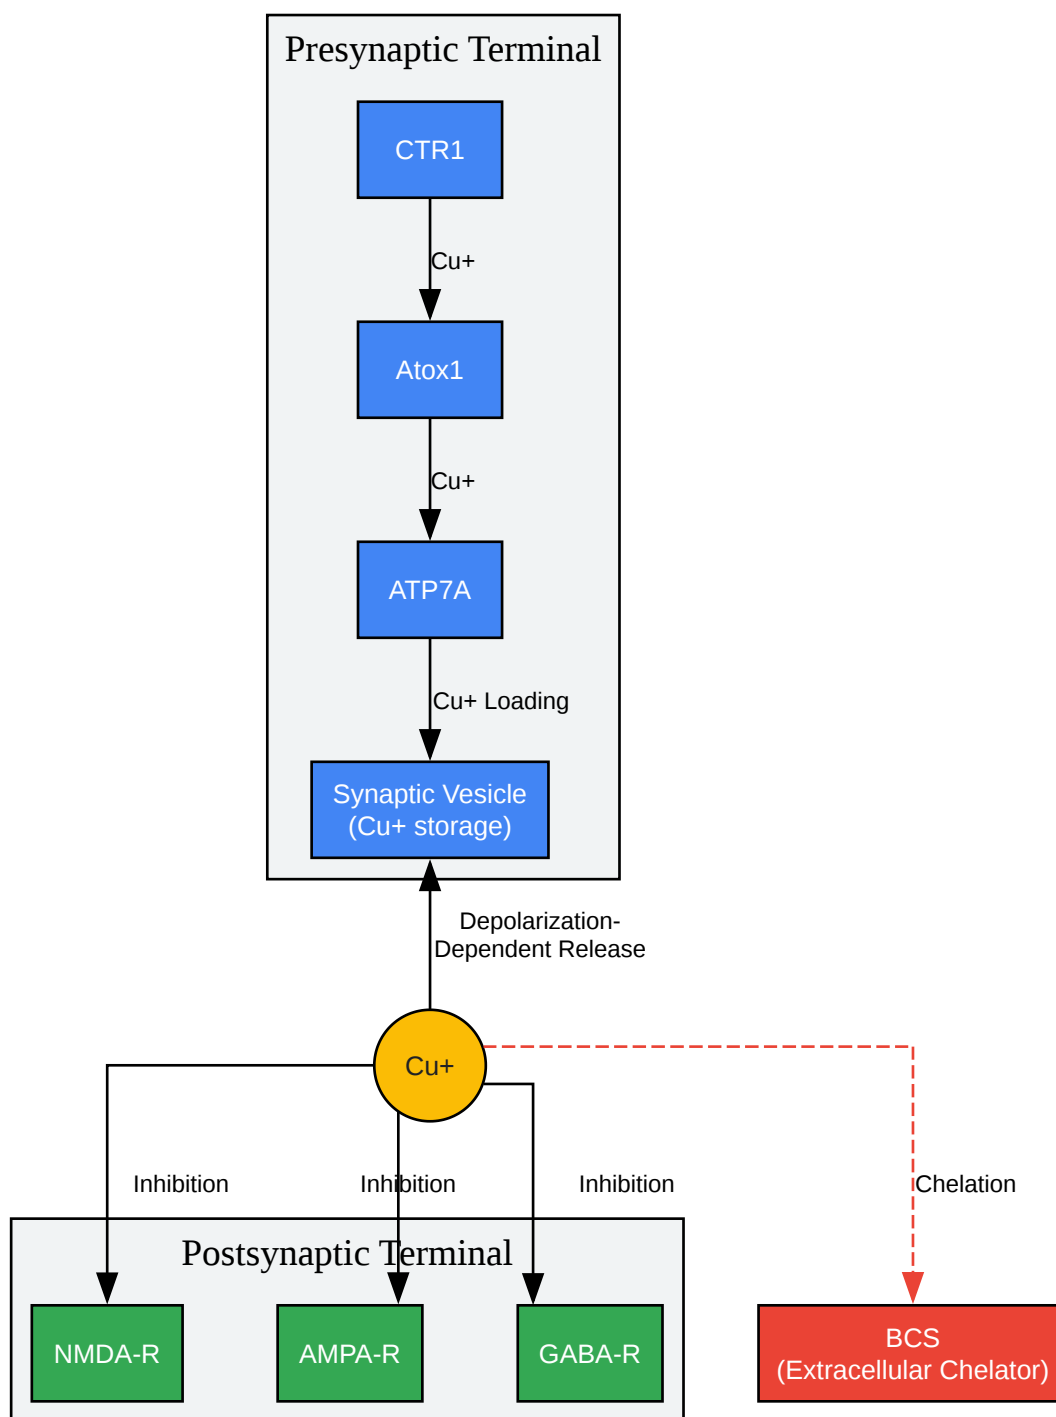 Presynaptic Terminal
CTR1
Cu+
Atox1
Cu+
ATP7A
Cu+ Loading
Synaptic Vesicle
(Cu+ storage)
Depolarization-
Dependent Release
Cu+
Inhibition
Inhibition
Inhibition
Chelation
Postsynaptic Terminal
NMDA-R
AMPA-R
GABA-R
BCS
(Extracellular Chelator)